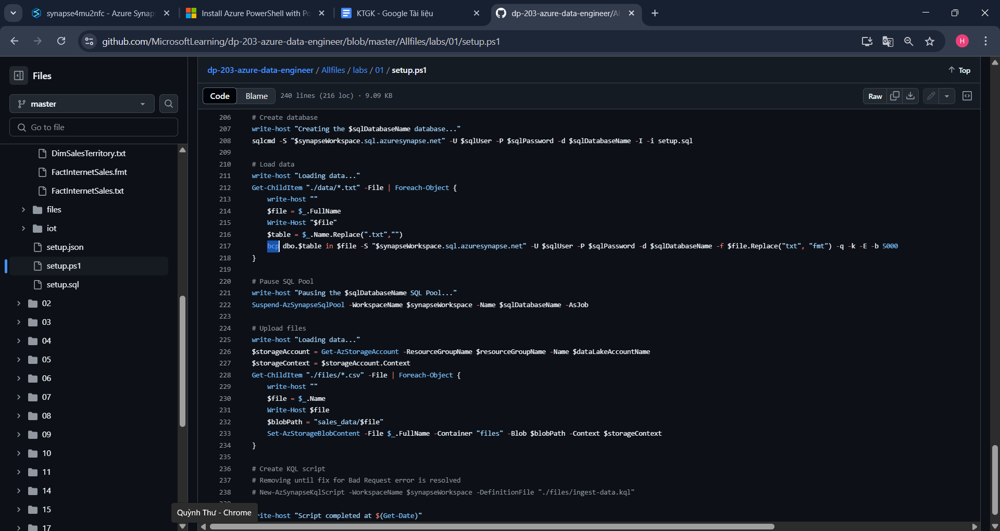 synapse4mu2nfc - Azure Synap
Install Azure PowerShell with Po
KTGK - Google Tài liệu
dp-203-azure-data-engineer/Al
github.com/MicrosoftLearning/dp-203-azure-data-engineer/blob/master/Allfiles/labs/01/setup.ps1
H
Files
master
Go to file
DimSalesTerritory.txt
FactInternetSales.fmt
FactInternetSales.txt
files
iot
setup.json
setup.ps1
setup.sql
02
03
04
05
06
07
08
09
10
11
14
15
17
dp-203-azure-data-engineer / Allfiles / labs / 01 / setup.ps1
Top
Code Blame 240 lines (216 loc) · 9.09 KB
Raw
206 # Create database
207 write-host "Creating the $sqlDatabaseName database..."
208 sqlcmd -S "$synapseWorkspace.sql.azuresynapse.net" -U $sqlUser -P $sqlPassword -d $sqlDatabaseName -I -i setup.sql
209
210 # Load data
211 write-host "Loading data..."
212 Get-ChildItem "./data/*.txt" -File | Foreach-Object {
213 write-host ""
214 $file = $_.FullName
215 Write-Host "$file"
216 $table = $_.Name.Replace(".txt","")
217 bcp dbo.$table in $file -S "$synapseWorkspace.sql.azuresynapse.net" -U $sqlUser -P $sqlPassword -d $sqlDatabaseName -f $file.Replace("txt", "fmt") -q -k -E -b 5000
218 }
219
220 # Pause SQL Pool
221 write-host "Pausing the $sqlDatabaseName SQL Pool..."
222 Suspend-AzSynapseSqlPool -WorkspaceName $synapseWorkspace -Name $sqlDatabaseName -AsJob
223
224 # Upload files
225 write-host "Loading data..."
226 $storageAccount = Get-AzStorageAccount -ResourceGroupName $resourceGroupName -Name $dataLakeAccountName
227 $storageContext = $storageAccount.Context
228 Get-ChildItem "./files/*.csv" -File | Foreach-Object {
229 write-host ""
230 $file = $_.Name
231 Write-Host $file
232 $blobPath = "sales_data/$file"
233 Set-AzStorageBlobContent -File $_.FullName -Container "files" -Blob $blobPath -Context $storageContext
234 }
235
236 # Create KQL script
237 # Removing until fix for Bad Request error is resolved
238 # New-AzSynapseKqlScript -WorkspaceName $synapseWorkspace -DefinitionFile "./files/ingest-data.kql"
239
rite-host "Script completed at $(Get-Date)"
Quỳnh Thư - Chrome